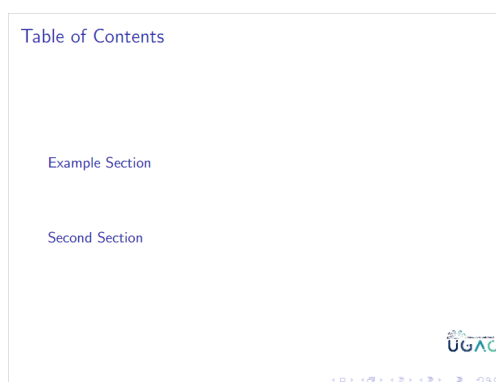 Table of Contents
Example Section
Second Section
UGAC